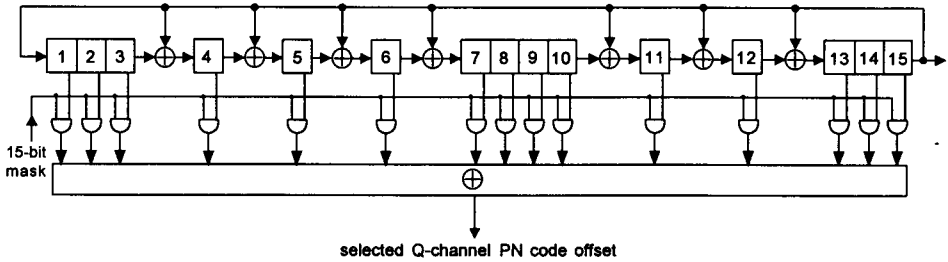 1 2 3 4 5 6 7 8 9 10 11 12 13 14 15
15-bit
mask
selected Q-channel PN code offset